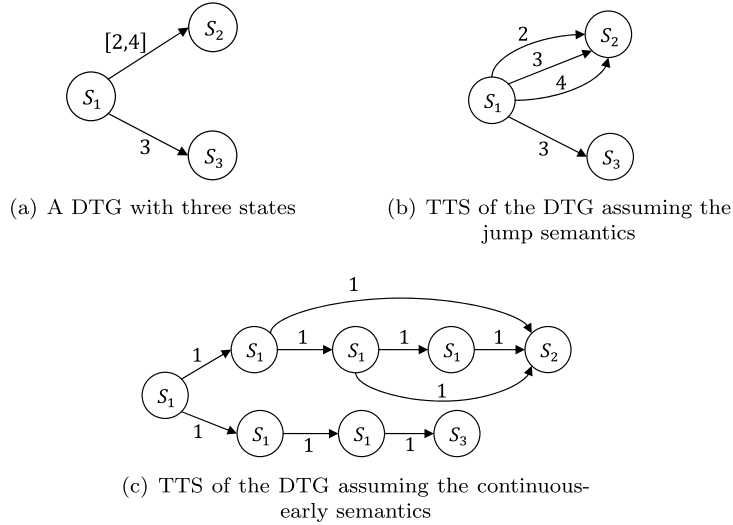 [2,4]
S₂
S₁
3
S₃
(a) A DTG with three states
2
3
4
S₂
S₁
3
S₃
(b) TTS of the DTG assuming the
jump semantics
1
1
S₁
1
S₁
1
S₁
1
S₂
S₁
1
1
S₁
1
S₁
1
S₃
(c) TTS of the DTG assuming the continuous-
early semantics